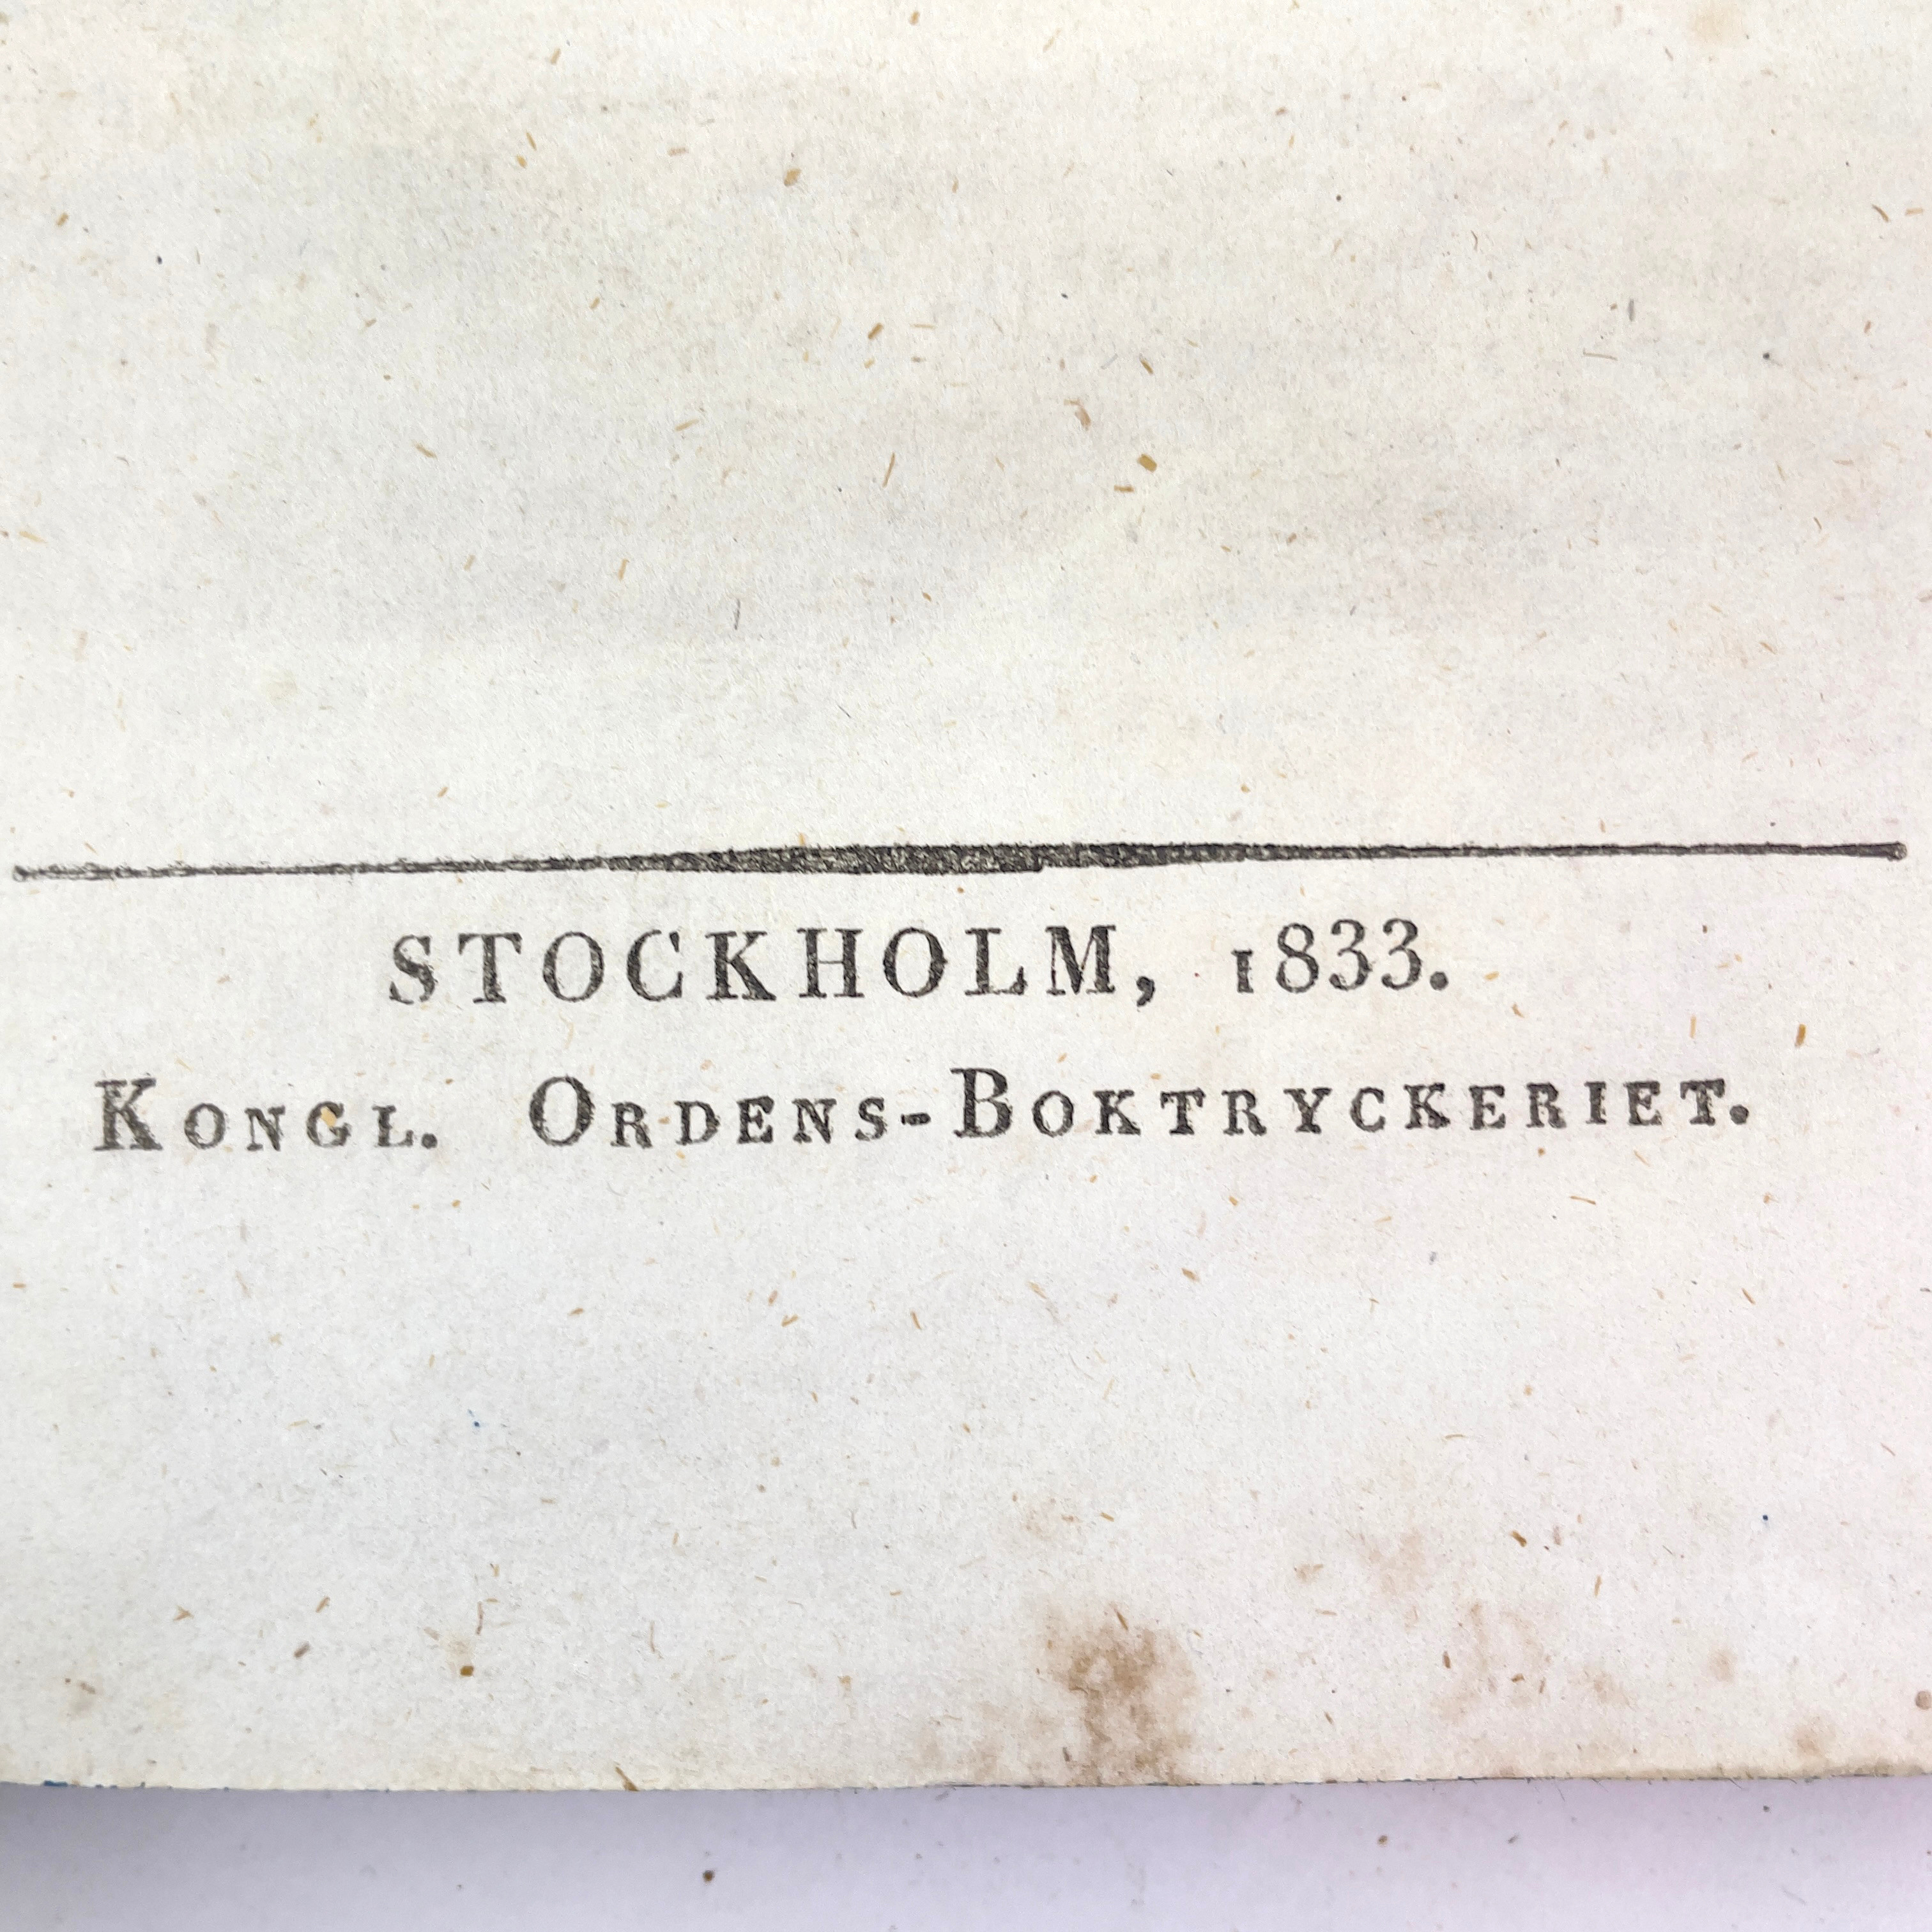 STOCKHOLM, 1833.
KONGL. ORDENS-BOKTRYCKERIET.